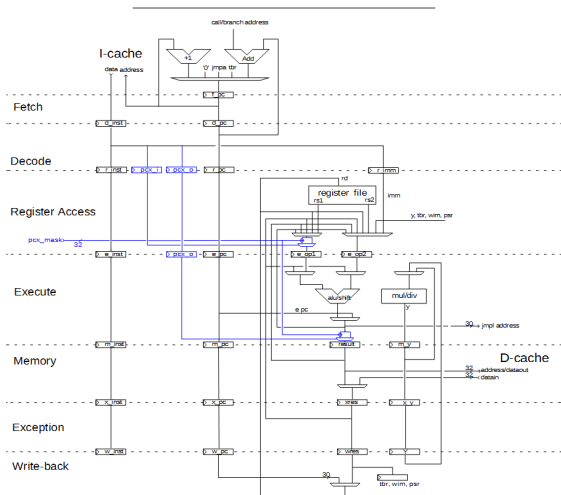 call/branch address
I-cache
data address
+1
Add
'0' jmpa tbr
f_pc
Fetch
d_inst
d_pc
Decode
r_inst
pcx_i
pcx_o
r_pc
r_imm
rd
imm
register file
rs1
rs2
Register Access
y, tbr, wim, psr
pcx_mask
32
e_inst
pcx_o
e_pc
e_op1
e_op2
Execute
alu/shift
mul/div
y
e pc
30
jmpl address
m_inst
m_pc
result
m_y
Memory
D-cache
32
address/dataout
32
datain
x_inst
x_pc
xres
x_y
Exception
w_inst
w_pc
wres
Y
Write-back
30
tbr, wim, psr